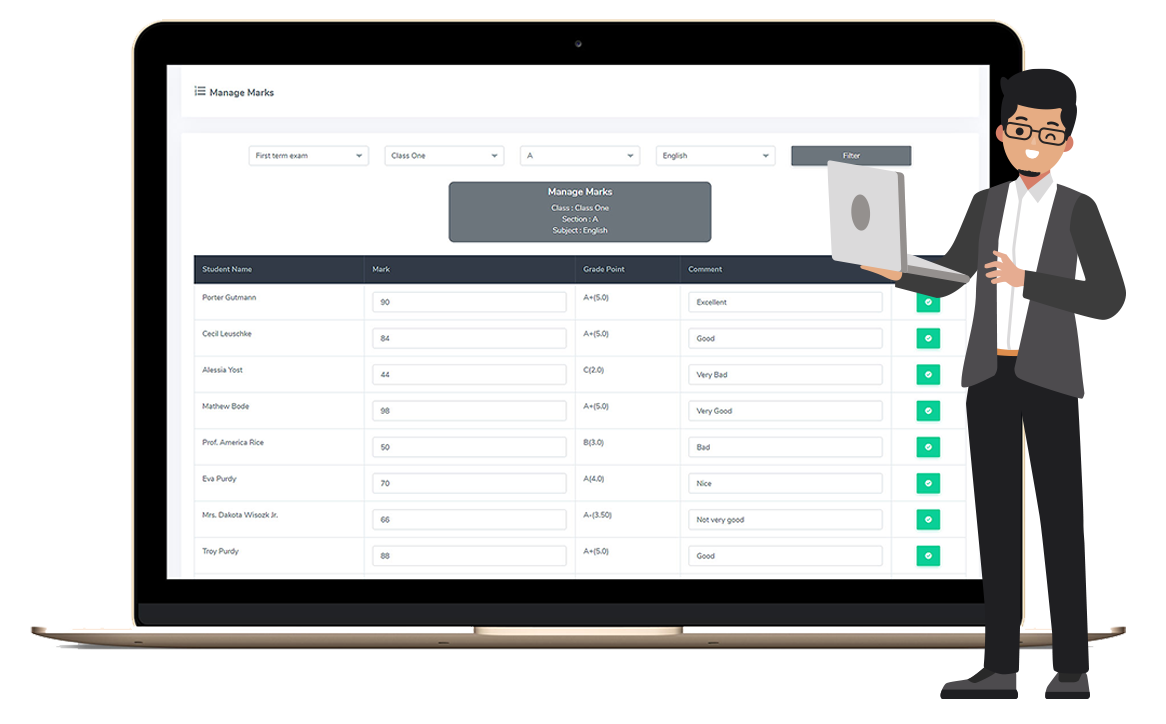 Manage Marks
First term exam Class One A English Filter
Manage Marks
Class : Class One
Section : A
Subject : English
Student Name Mark Grade Point Comment
Porter Gutmann 90 A+(5.0) Excellent
Cecil Leuschke 84 A+(5.0) Good
Alessia Yost 44 C(2.0) Very Bad
Mathew Bode 98 A+(5.0) Very Good
Prof. America Rice 50 B(3.0) Bad
Eva Purdy 70 A(4.0) Nice
Mrs. Dakota Wisozk Jr. 66 A-(3.50) Not very good
Troy Purdy 88 A+(5.0) Good